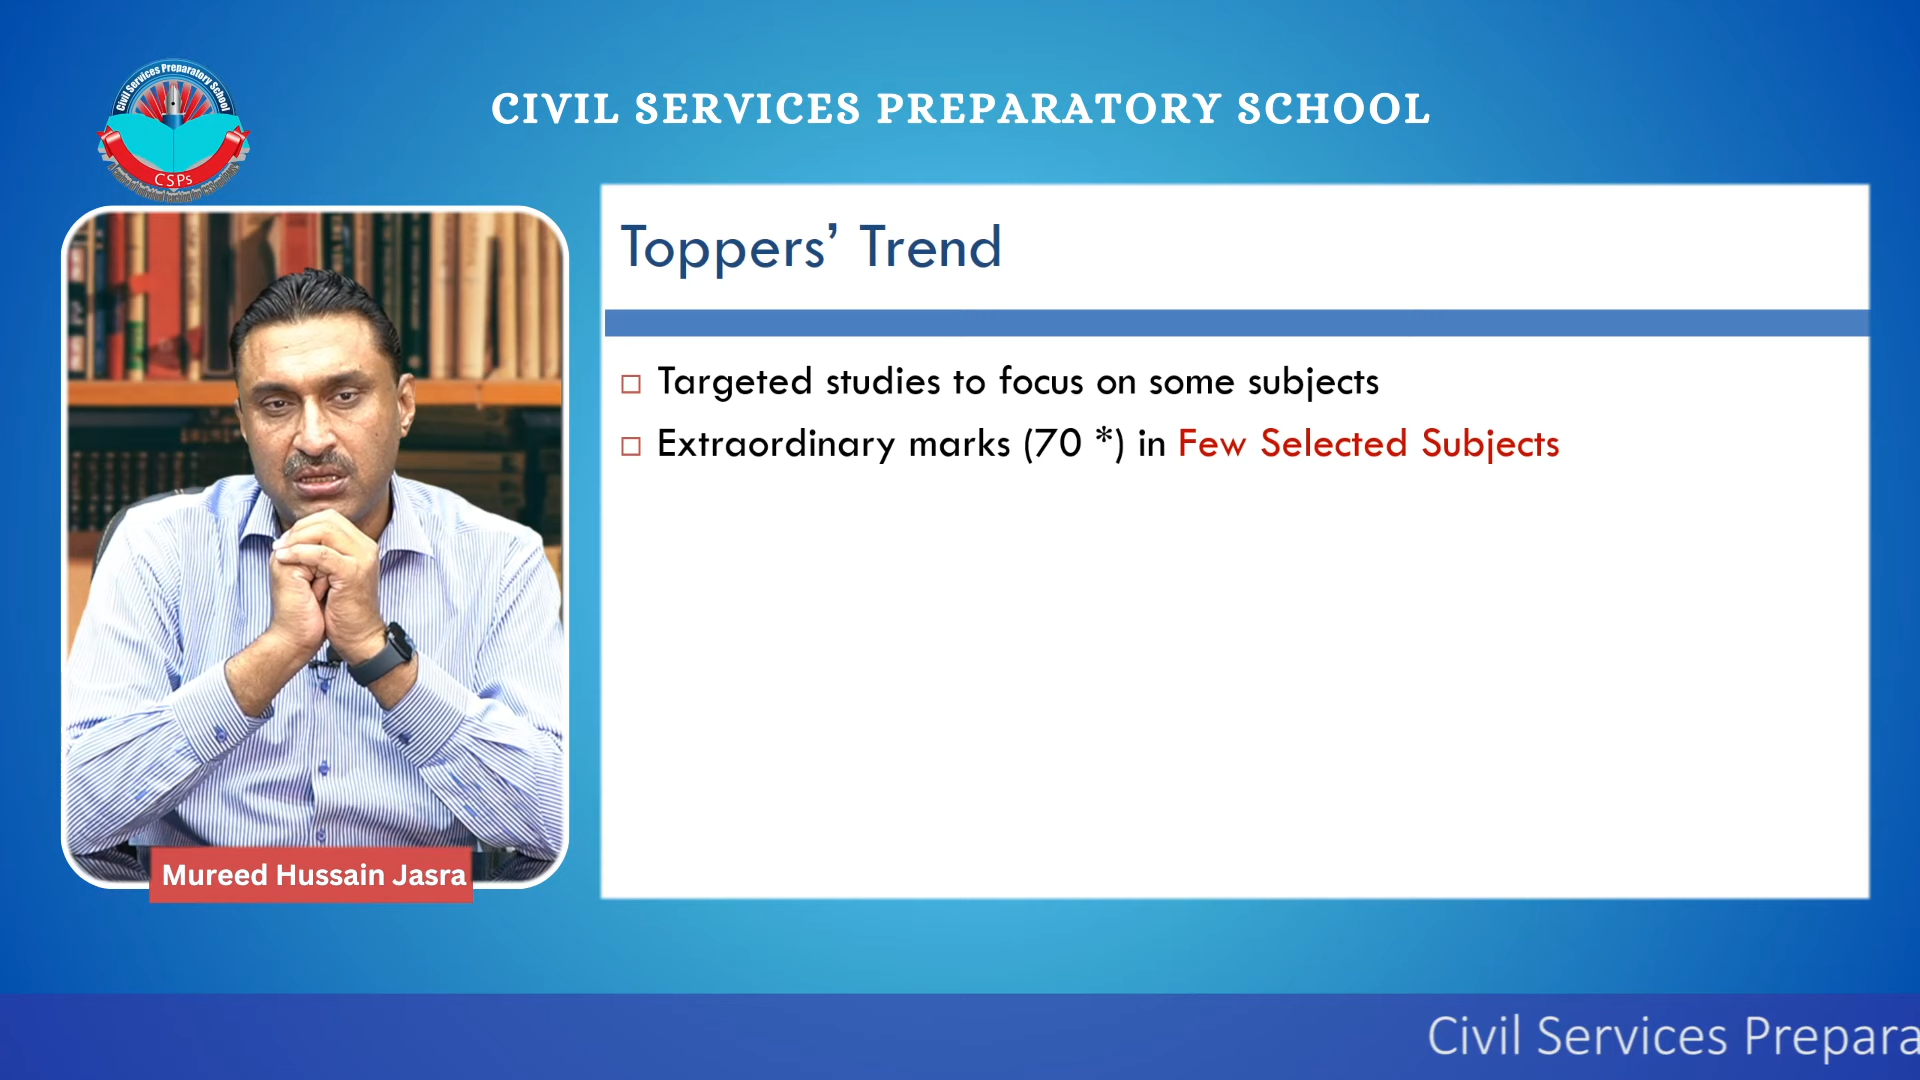 Civil Services Preparatory School
CSPs
CIVIL SERVICES PREPARATORY SCHOOL
Toppers’ Trend
Targeted studies to focus on some subjects
Extraordinary marks (70 *) in Few Selected Subjects
Mureed Hussain Jasra
Civil Services Prepara